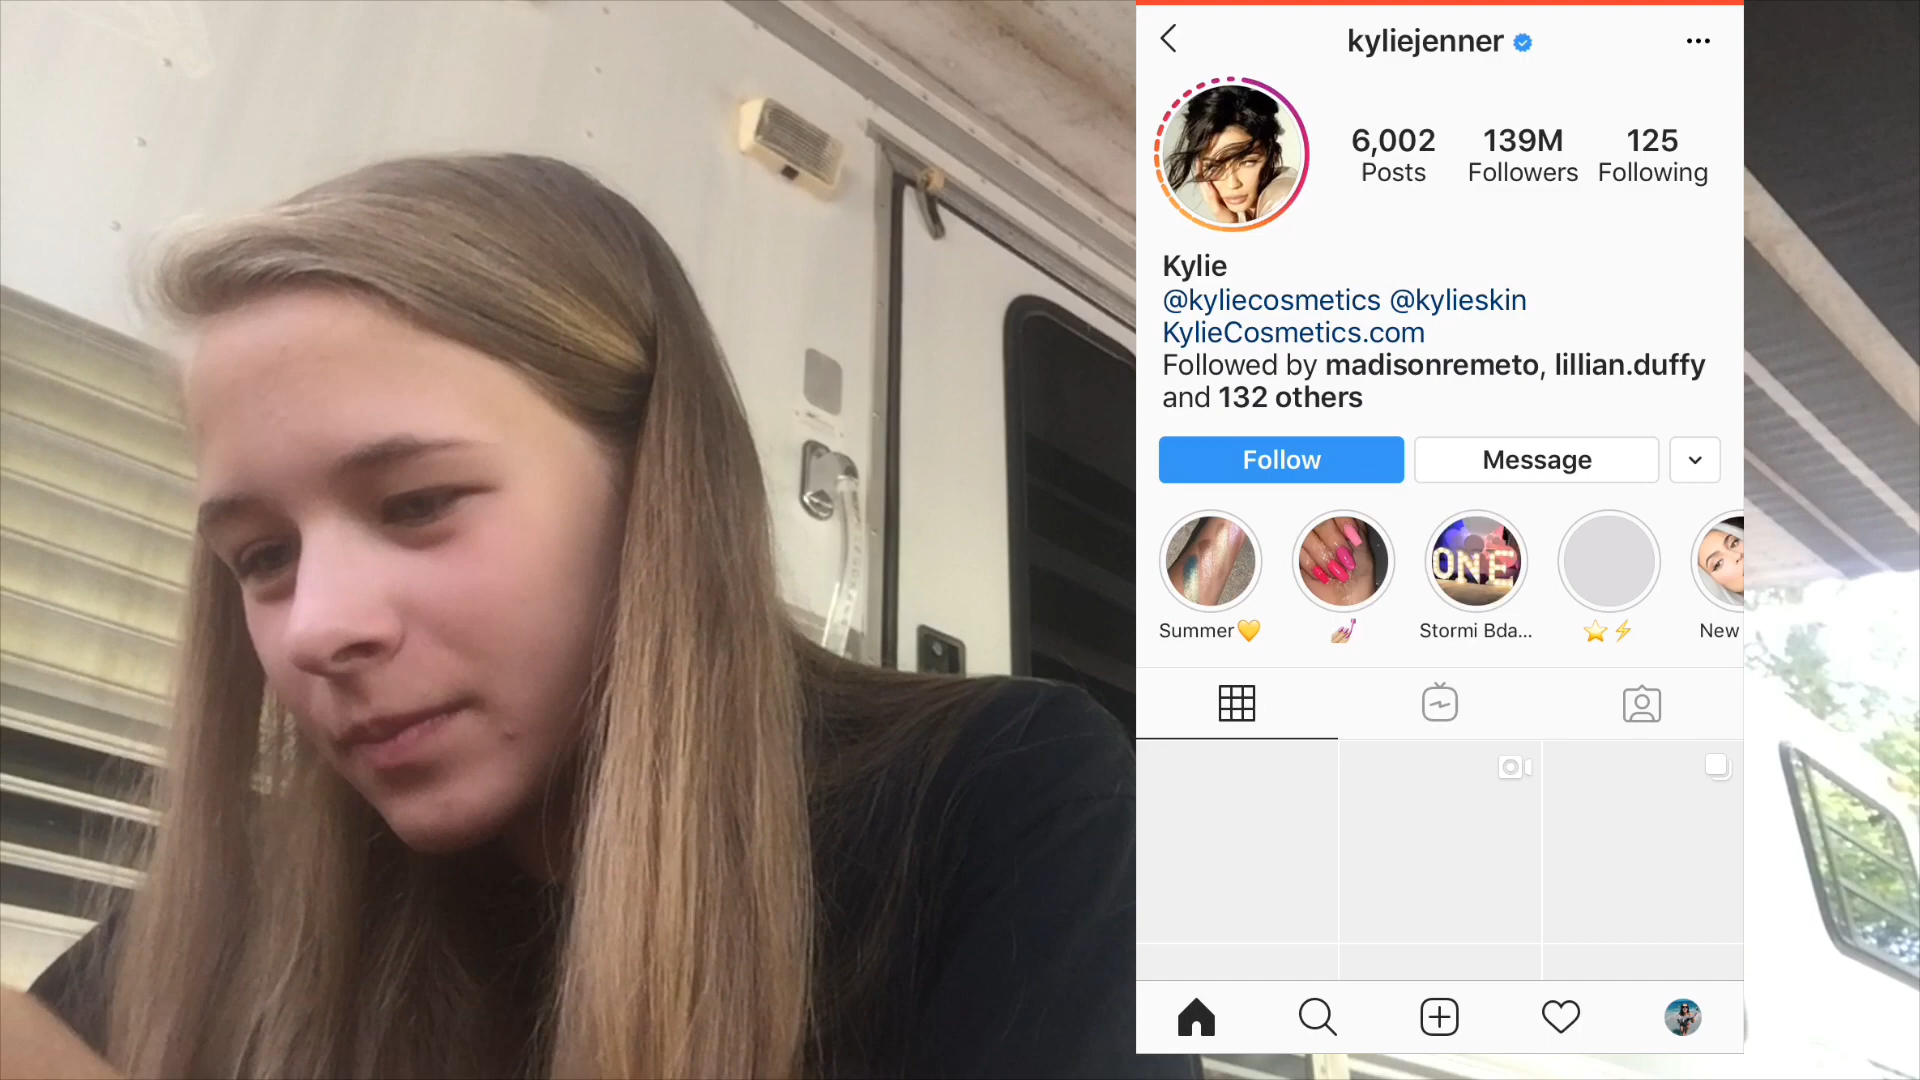 kyliejenner
6,002 139M 125
Posts Followers Following
Kylie
@kyliecosmetics @kylieskin
KylieCosmetics.com
Followed by madisonremeto, lillian.duffy
and 132 others
Follow Message
ONE
Summer💛 💅🏼 Stormi Bda... ⭐⚡ New